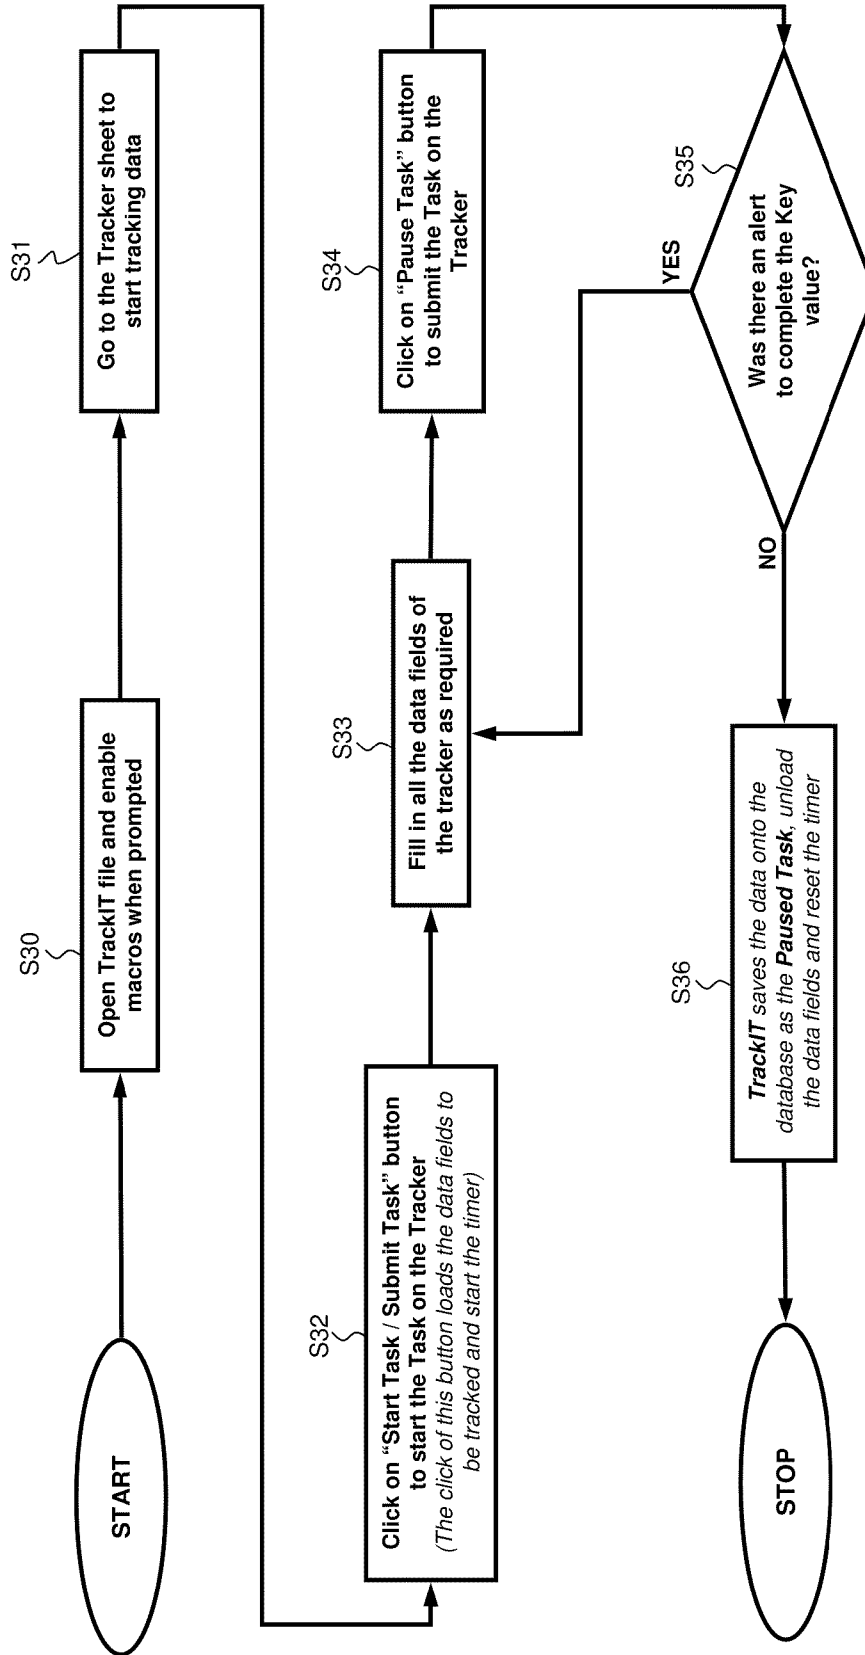 START
S30
Open TrackIT file and enable
macros when prompted
S31
Go to the Tracker sheet to
start tracking data
S32
Click on “Start Task / Submit Task” button
to start the Task on the Tracker
(The click of this button loads the data fields to
be tracked and start the timer)
S33
Fill in all the data fields of
the tracker as required
S34
Click on “Pause Task” button
to submit the Task on the
Tracker
S35
Was there an alert
to complete the Key
value?
YES
NO
S36
TrackIT saves the data onto the
database as the Paused Task, unload
the data fields and reset the timer
STOP